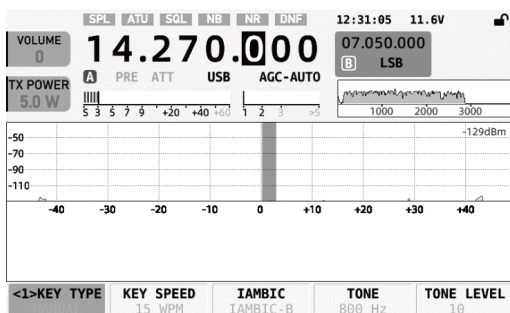 SPL ATU SQL NB NR DNF 12:31:05 11.6V
VOLUME
0
14.270.000
07.050.000
B LSB
A PRE ATT USB AGC-AUTO
TX POWER
5.0 W
S 3 5 7 9 +20 +40 +60 1 2 3 >5
1000 2000 3000
-129dBm
-50
-70
-90
-110
-40 -30 -20 -10 0 +10 +20 +30 +40
<1>KEY TYPE KEY SPEED IAMBIC TONE TONE LEVEL
MANUAL 15 WPM IAMBIC-B 800 Hz 10